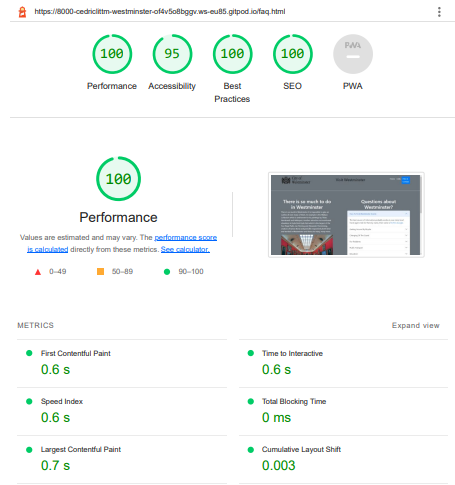 https://8000-cedriclittm-westminster-of4v5o8bggv.ws-eu85.gitpod.io/faq.html
100 95 100 100 PWA
Performance Accessibility Best Practices SEO PWA
100
Performance
Values are estimated and may vary. The performance score
is calculated directly from these metrics. See calculator.
0–49 50–89 90–100
There is so much to do
in Westminster
Questions about
Westminster?
METRICS Expand view
First Contentful Paint
0.6 s
Time to Interactive
0.6 s
Speed Index
0.6 s
Total Blocking Time
0 ms
Largest Contentful Paint
0.7 s
Cumulative Layout Shift
0.003